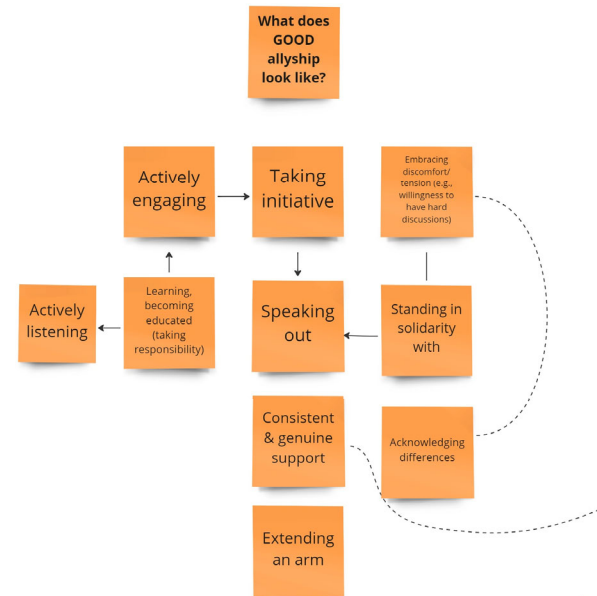 What does
GOOD
allyship
look like?
Actively
engaging
Taking
initiative
Embracing
discomfort/
tension (e.g.,
willingness to
have hard
discussions)
Actively
listening
Learning,
becoming
educated
(taking
responsibility)
Speaking
out
Standing in
solidarity
with
Consistent
& genuine
support
Acknowledging
differences
Extending
an arm